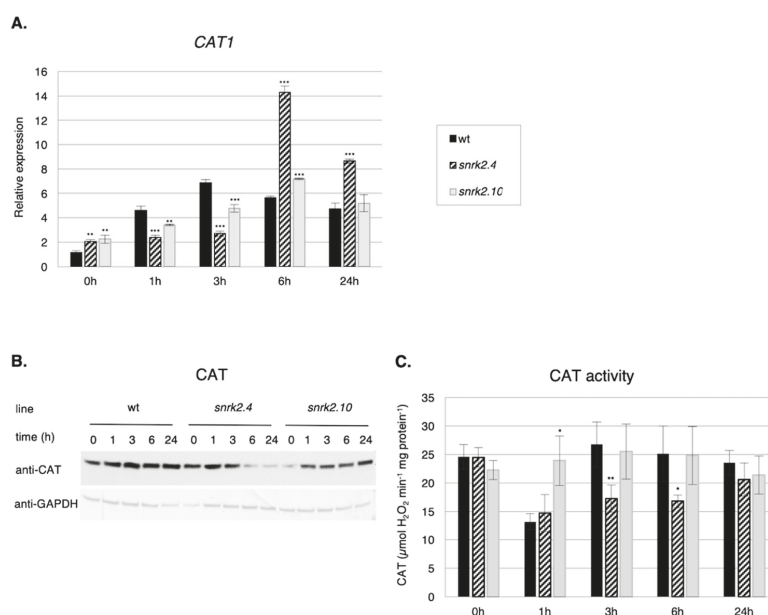 A.
CAT1
16
14
12
10
8
6
4
2
0
Relative expression
** **
*** **
*** ***
*** ***
***
0h 1h 3h 6h 24h
wt
snrk2.4
snrk2.10
B.
CAT
line wt snrk2.4 snrk2.10
time (h) 0 1 3 6 24 0 1 3 6 24 0 1 3 6 24
anti-CAT
anti-GAPDH
C.
CAT activity
35
30
25
20
15
10
5
0
CAT (µmol H₂O₂ min⁻¹ mg protein⁻¹)
*
**
*
0h 1h 3h 6h 24h